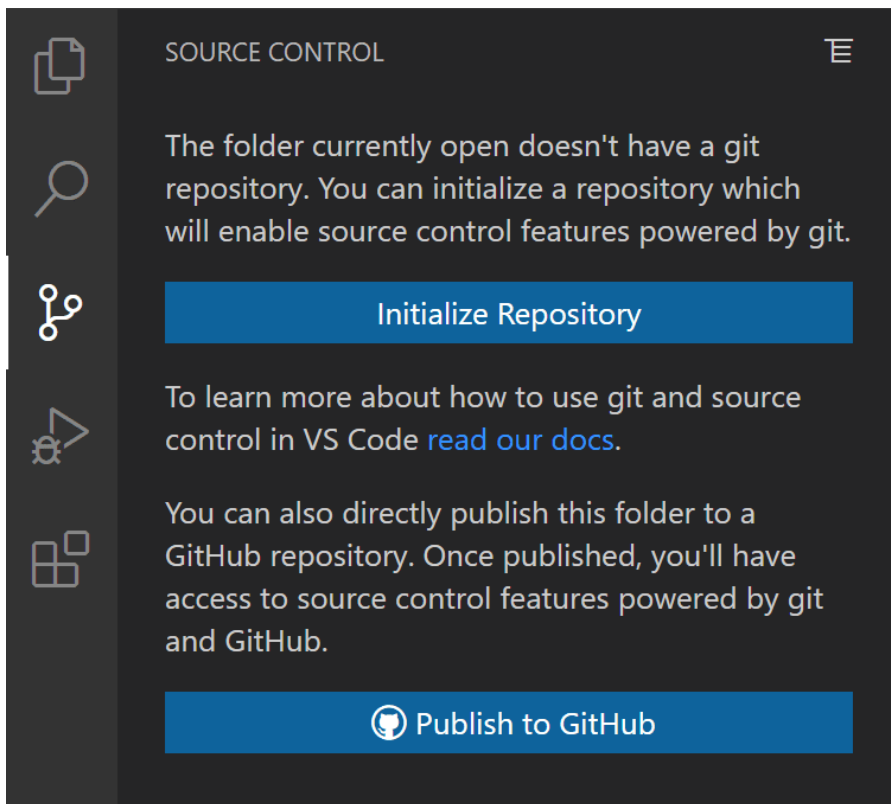 SOURCE CONTROL
The folder currently open doesn't have a git
repository. You can initialize a repository which
will enable source control features powered by git.
Initialize Repository
To learn more about how to use git and source
control in VS Code read our docs.
You can also directly publish this folder to a
GitHub repository. Once published, you'll have
access to source control features powered by git
and GitHub.
Publish to GitHub